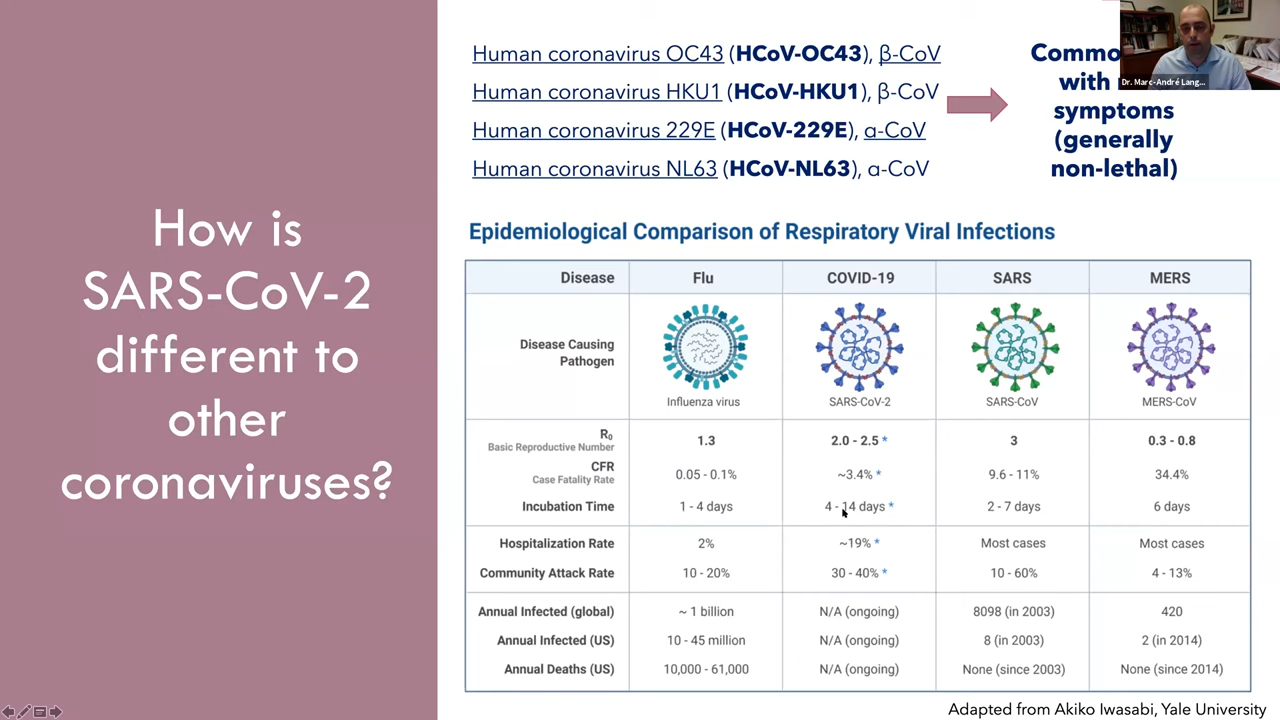 How is
SARS-CoV-2
different to
other
coronaviruses?
Human coronavirus OC43 (HCoV-OC43), β-CoV
Human coronavirus HKU1 (HCoV-HKU1), β-CoV
Human coronavirus 229E (HCoV-229E), α-CoV
Human coronavirus NL63 (HCoV-NL63), α-CoV
with
symptoms
(generally
non-lethal)
Dr. Marc-André Lang...
Epidemiological Comparison of Respiratory Viral Infections
Disease Flu COVID-19 SARS MERS
Disease Causing
Pathogen
Influenza virus SARS-CoV-2 SARS-CoV MERS-CoV
R₀ Basic Reproductive Number 1.3 2.0 - 2.5 * 3 0.3 - 0.8
CFR Case Fatality Rate 0.05 - 0.1% ~3.4% * 9.6 - 11% 34.4%
Incubation Time 1 - 4 days 4 - 14 days * 2 - 7 days 6 days
Hospitalization Rate 2% ~19% * Most cases Most cases
Community Attack Rate 10 - 20% 30 - 40% * 10 - 60% 4 - 13%
Annual Infected (global) ~ 1 billion N/A (ongoing) 8098 (in 2003) 420
Annual Infected (US) 10 - 45 million N/A (ongoing) 8 (in 2003) 2 (in 2014)
Annual Deaths (US) 10,000 - 61,000 N/A (ongoing) None (since 2003) None (since 2014)
Adapted from Akiko Iwasabi, Yale University